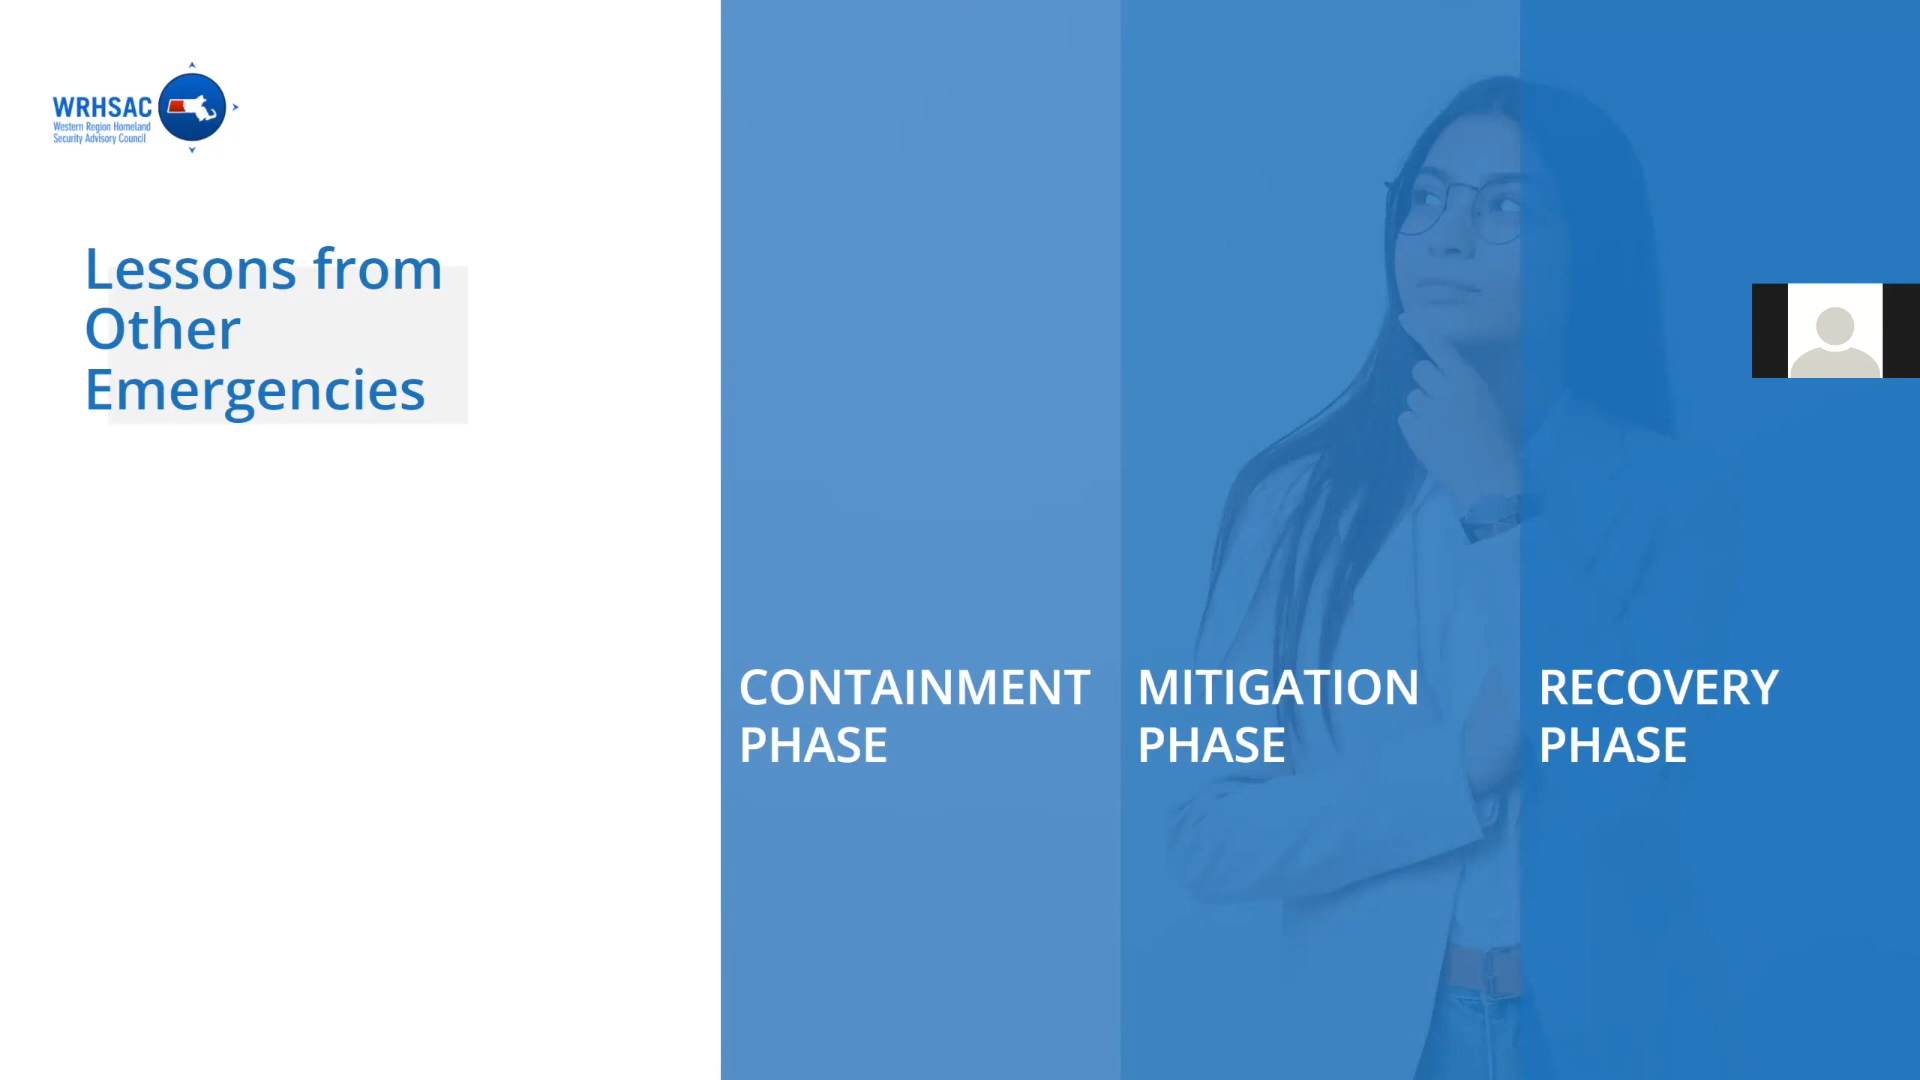 WRHSAC
Western Region Homeland
Security Advisory Council
Lessons from
Other
Emergencies
CONTAINMENT
PHASE
MITIGATION
PHASE
RECOVERY
PHASE